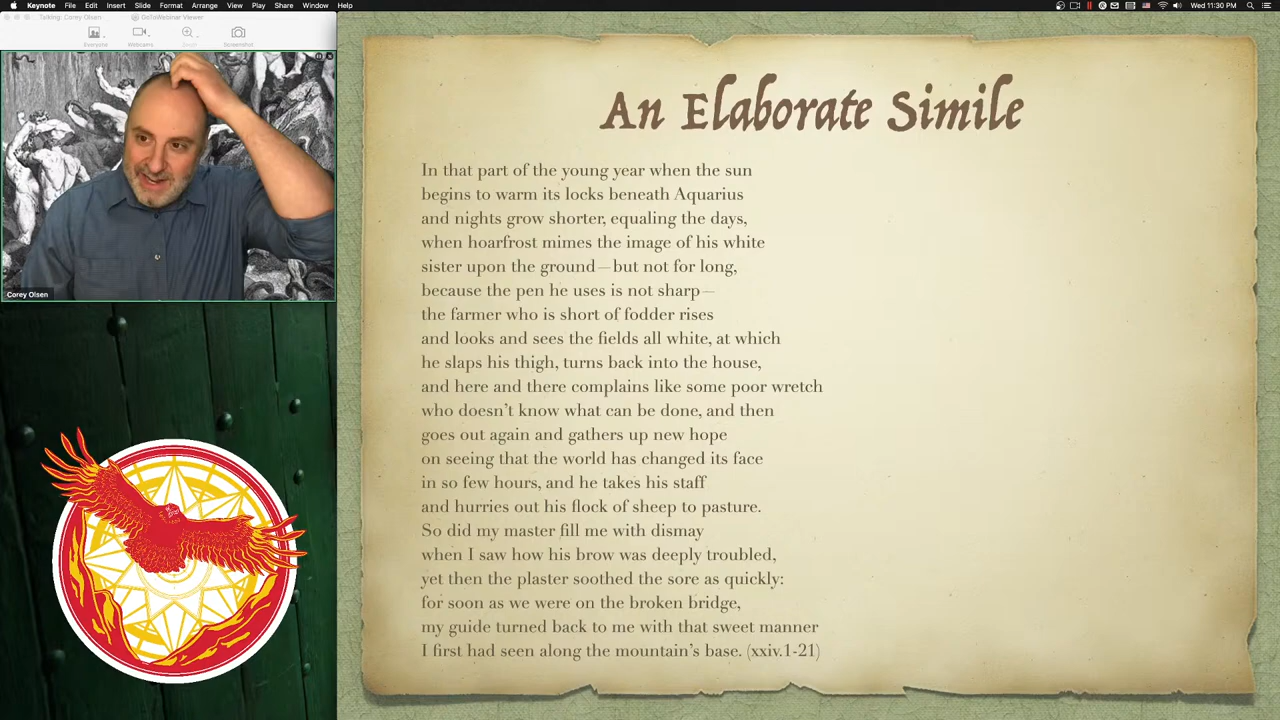 Keynote File Edit Insert Slide Format Arrange View Play Share Window Help
Wed 11:30 PM
Talking: Corey Olsen
GoToWebinar Viewer
Everyone Webcams Zoom Screenshot
Corey Olsen
An Elaborate Simile
In that part of the young year when the sun
begins to warm its locks beneath Aquarius
and nights grow shorter, equaling the days,
when hoarfrost mimes the image of his white
sister upon the ground—but not for long,
because the pen he uses is not sharp—
the farmer who is short of fodder rises
and looks and sees the fields all white, at which
he slaps his thigh, turns back into the house,
and here and there complains like some poor wretch
who doesn’t know what can be done, and then
goes out again and gathers up new hope
on seeing that the world has changed its face
in so few hours, and he takes his staff
and hurries out his flock of sheep to pasture.
So did my master fill me with dismay
when I saw how his brow was deeply troubled,
yet then the plaster soothed the sore as quickly:
for soon as we were on the broken bridge,
my guide turned back to me with that sweet manner
I first had seen along the mountain’s base. (xxiv.1-21)